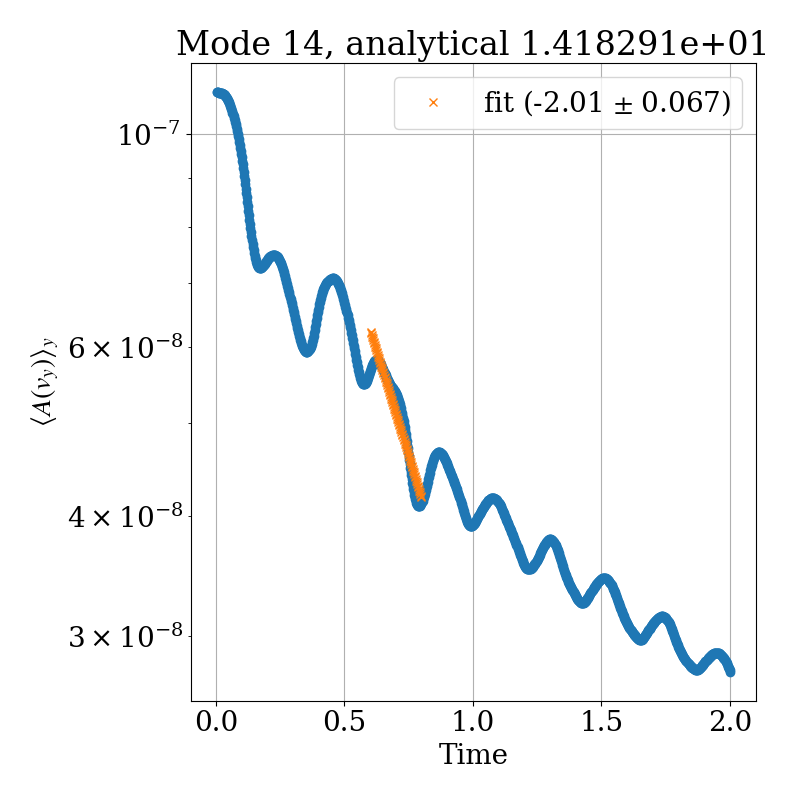 Mode 14, analytical 1.418291e+01
fit (-2.01 ± 0.067)
10⁻⁷
6 × 10⁻⁸
4 × 10⁻⁸
3 × 10⁻⁸
⟨A(v_y)⟩_y
0.0 0.5 1.0 1.5 2.0
Time